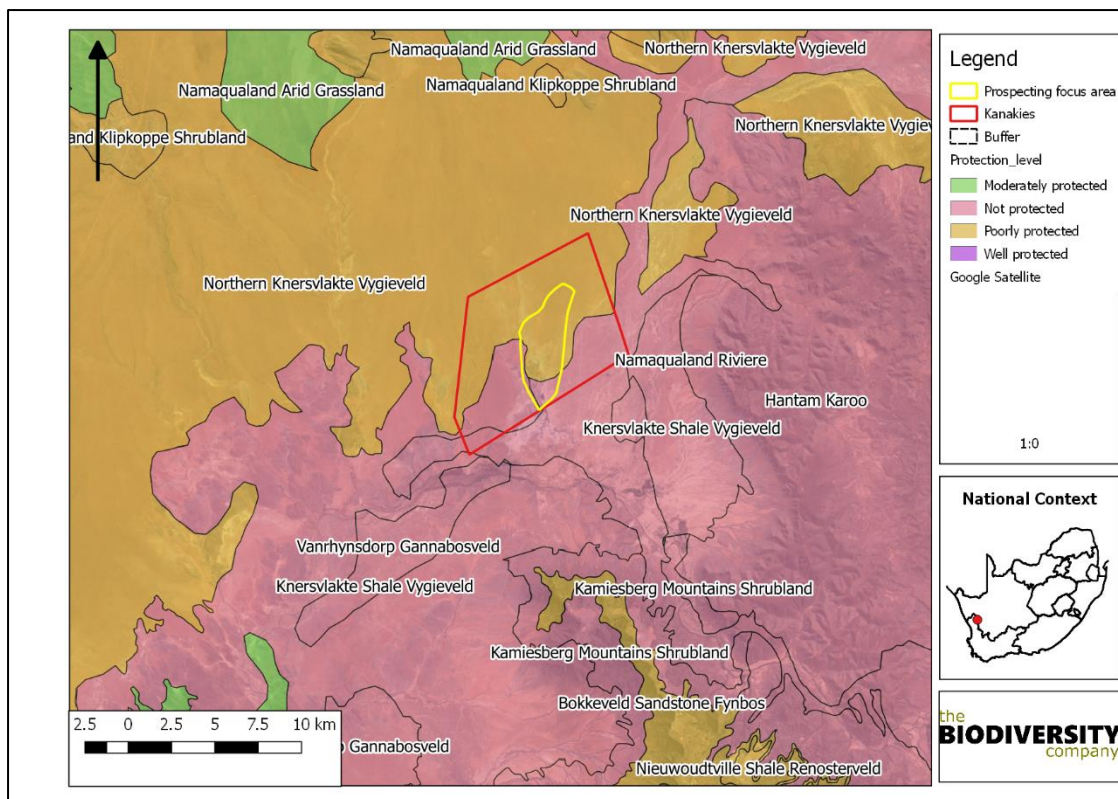 Namaqualand Arid Grassland
Northern Knersvlakte Vygieveld
Namaqualand Arid Grassland
Namaqualand Klipkoppe Shrubland
Northern Knersvlakte Vygiev
and Klipkoppe Shrubland
Northern Knersvlakte Vygieveld
Northern Knersvlakte Vygieveld
Namaqualand Riviere
Hantam Karoo
Knersvlakte Shale Vygieveld
Vanrhynsdorp Gannabosveld
Knersvlakte Shale Vygieveld
Kamiesberg Mountains Shrubland
Kamiesberg Mountains Shrubland
Bokkeveld Sandstone Fynbos
Gannabosveld
Nieuwoudtville Shale Renosterveld
2.5 0 2.5 5 7.5 10 km
Legend
Prospecting focus area
Kanakies
Buffer
Protection_level
Moderately protected
Not protected
Poorly protected
Well protected
Google Satellite
1:0
National Context
the
BIODIVERSITY
company